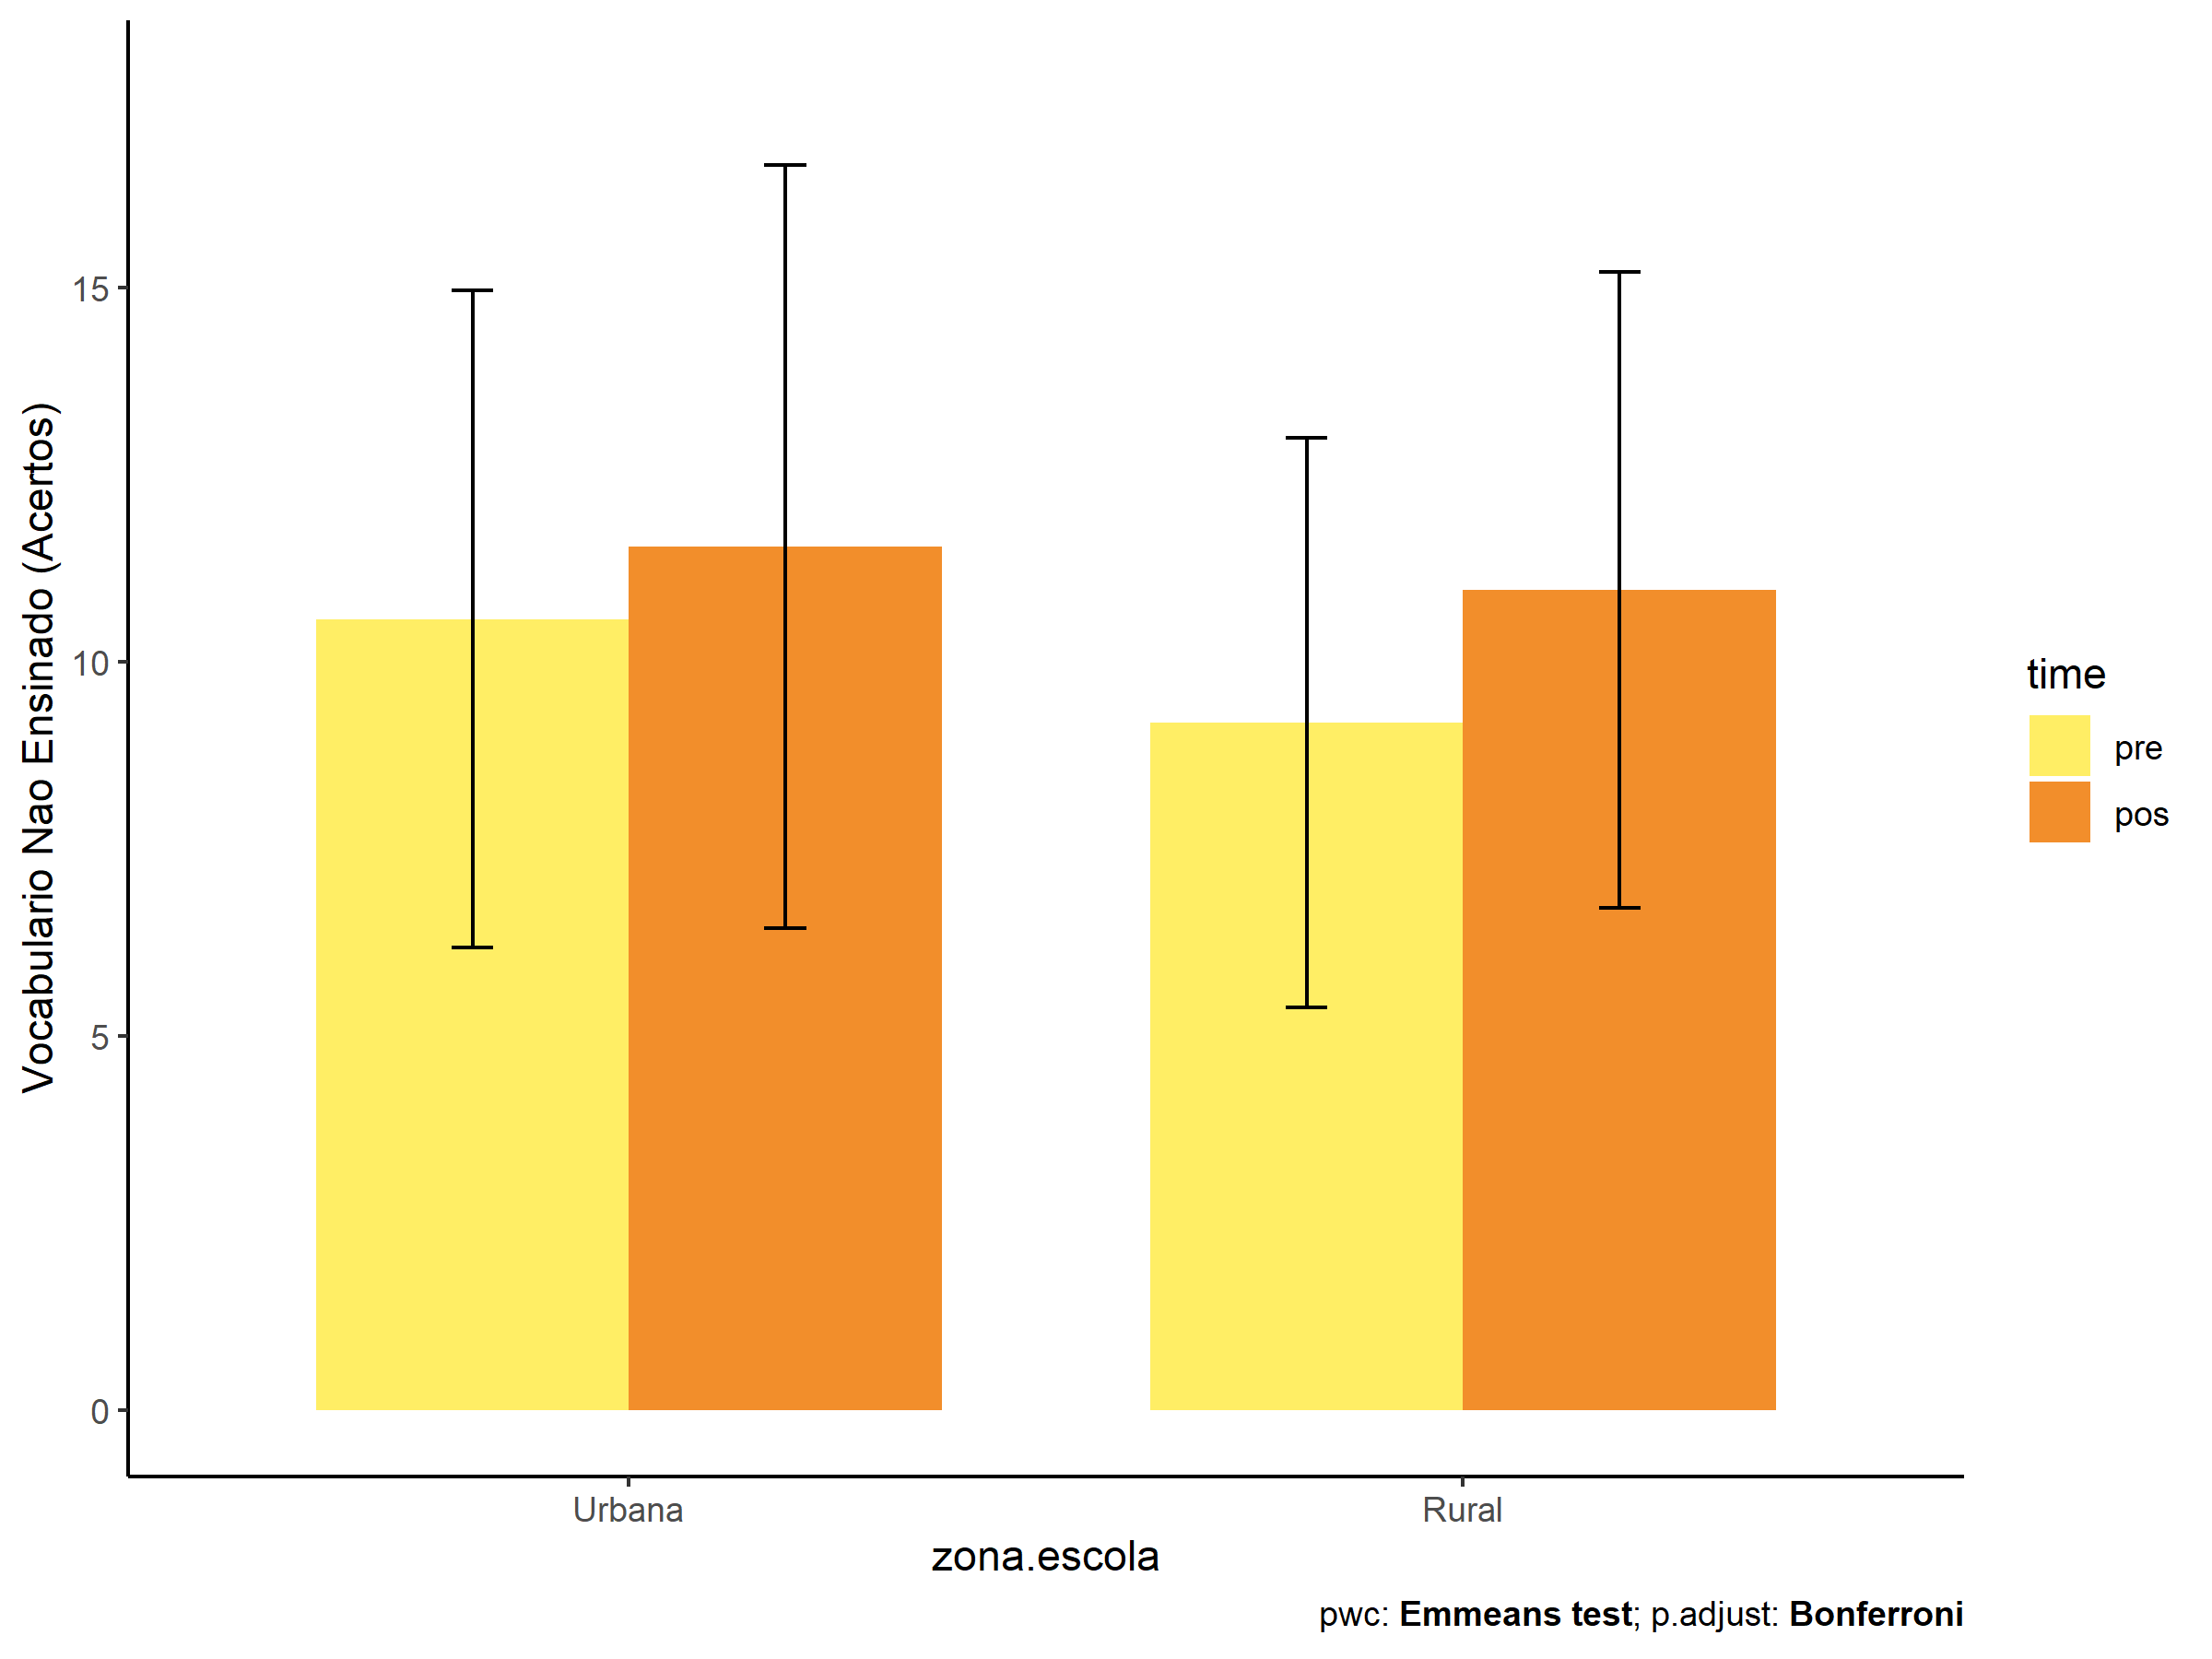 Vocabulario Nao Ensinado (Acertos)
15
10
5
0
Urbana
Rural
zona.escola
time
pre
pos
pwc: Emmeans test; p.adjust: Bonferroni